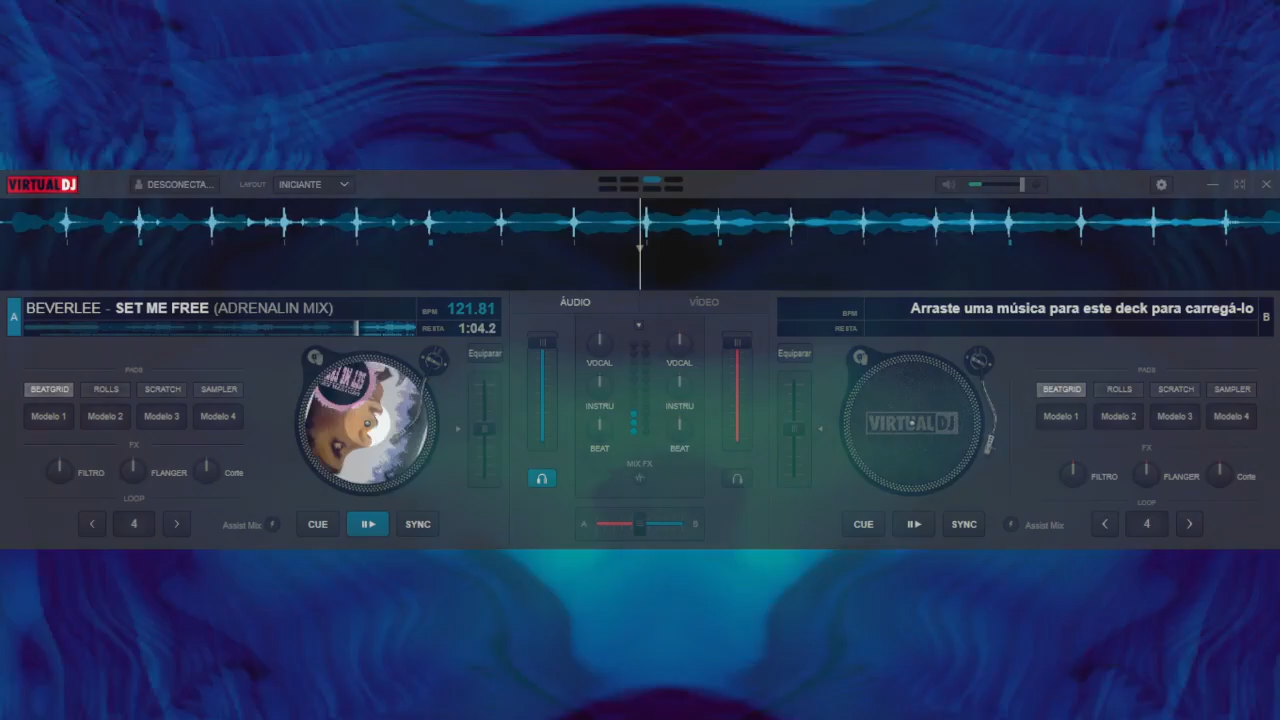 VIRTUAL DJ
DESCONECTA...
LAYOUT
INICIANTE
A
BEVERLEE - SET ME FREE (ADRENALIN MIX)
BPM 121.81
RESTA 1:04.2
ÁUDIO
VÍDEO
BPM
RESTA
Arraste uma música para este deck para carregá-lo
B
PADS
BEATGRID ROLLS SCRATCH SAMPLER
Modelo 1 Modelo 2 Modelo 3 Modelo 4
FX
FILTRO FLANGER Corte
LOOP
4
Assist Mix
CUE
SYNC
Equiparar
VOCAL VOCAL
INSTRU INSTRU
BEAT BEAT
MIX FX
A B
Equiparar
VIRTUAL DJ
CUE
SYNC
PADS
BEATGRID ROLLS SCRATCH SAMPLER
Modelo 1 Modelo 2 Modelo 3 Modelo 4
FX
FILTRO FLANGER Corte
LOOP
Assist Mix
4